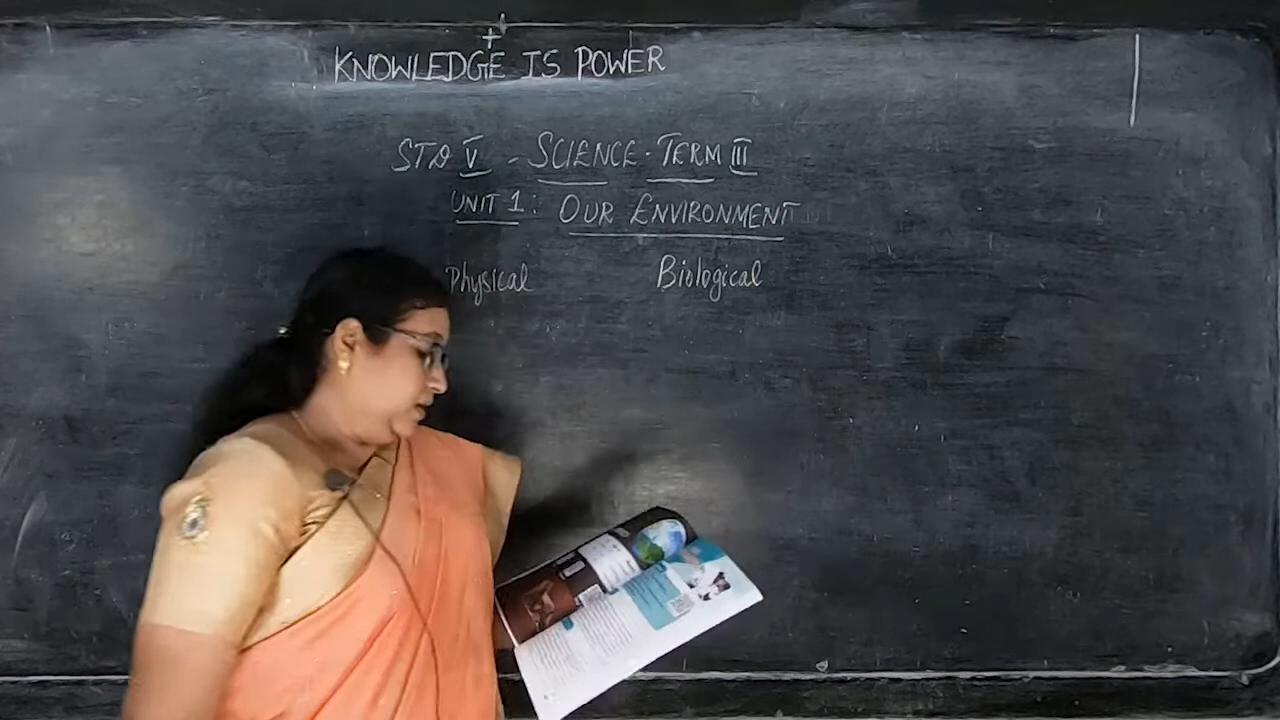 KNOWLEDGE IS POWER
STD V - SCIENCE - TERM III
UNIT 1: OUR ENVIRONMENT
Physical Biological